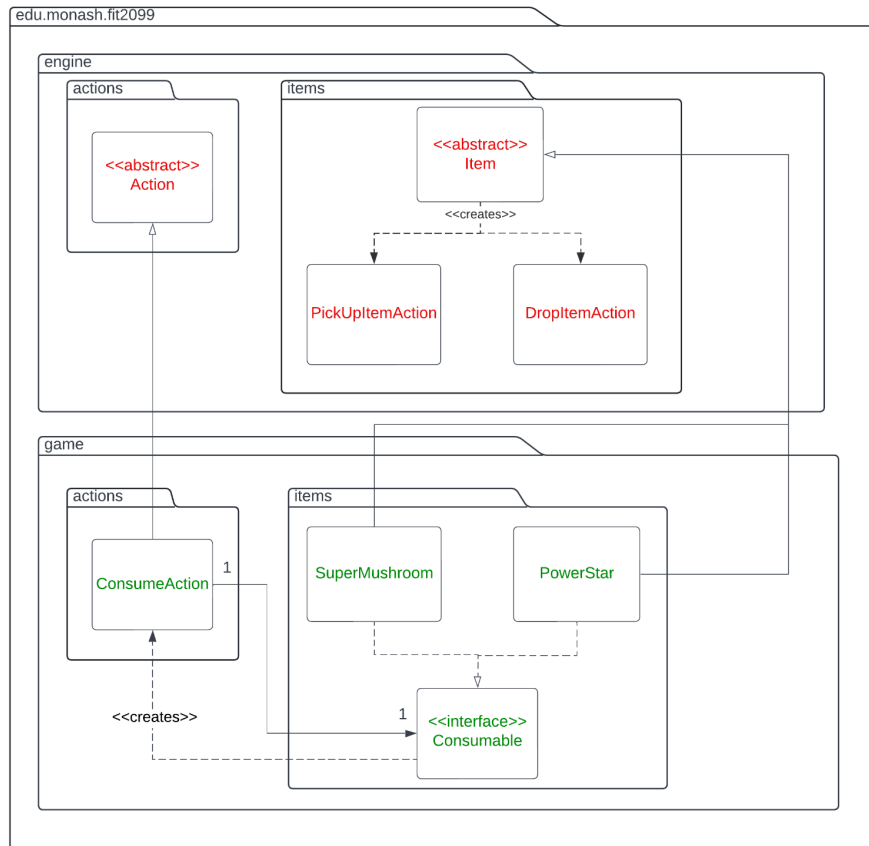 edu.monash.fit2099
engine
actions
items
<<abstract>>
Action
<<abstract>>
Item
<<creates>>
PickUpItemAction
DropItemAction
game
actions
items
ConsumeAction
1
SuperMushroom
PowerStar
<<creates>>
1
<<interface>>
Consumable